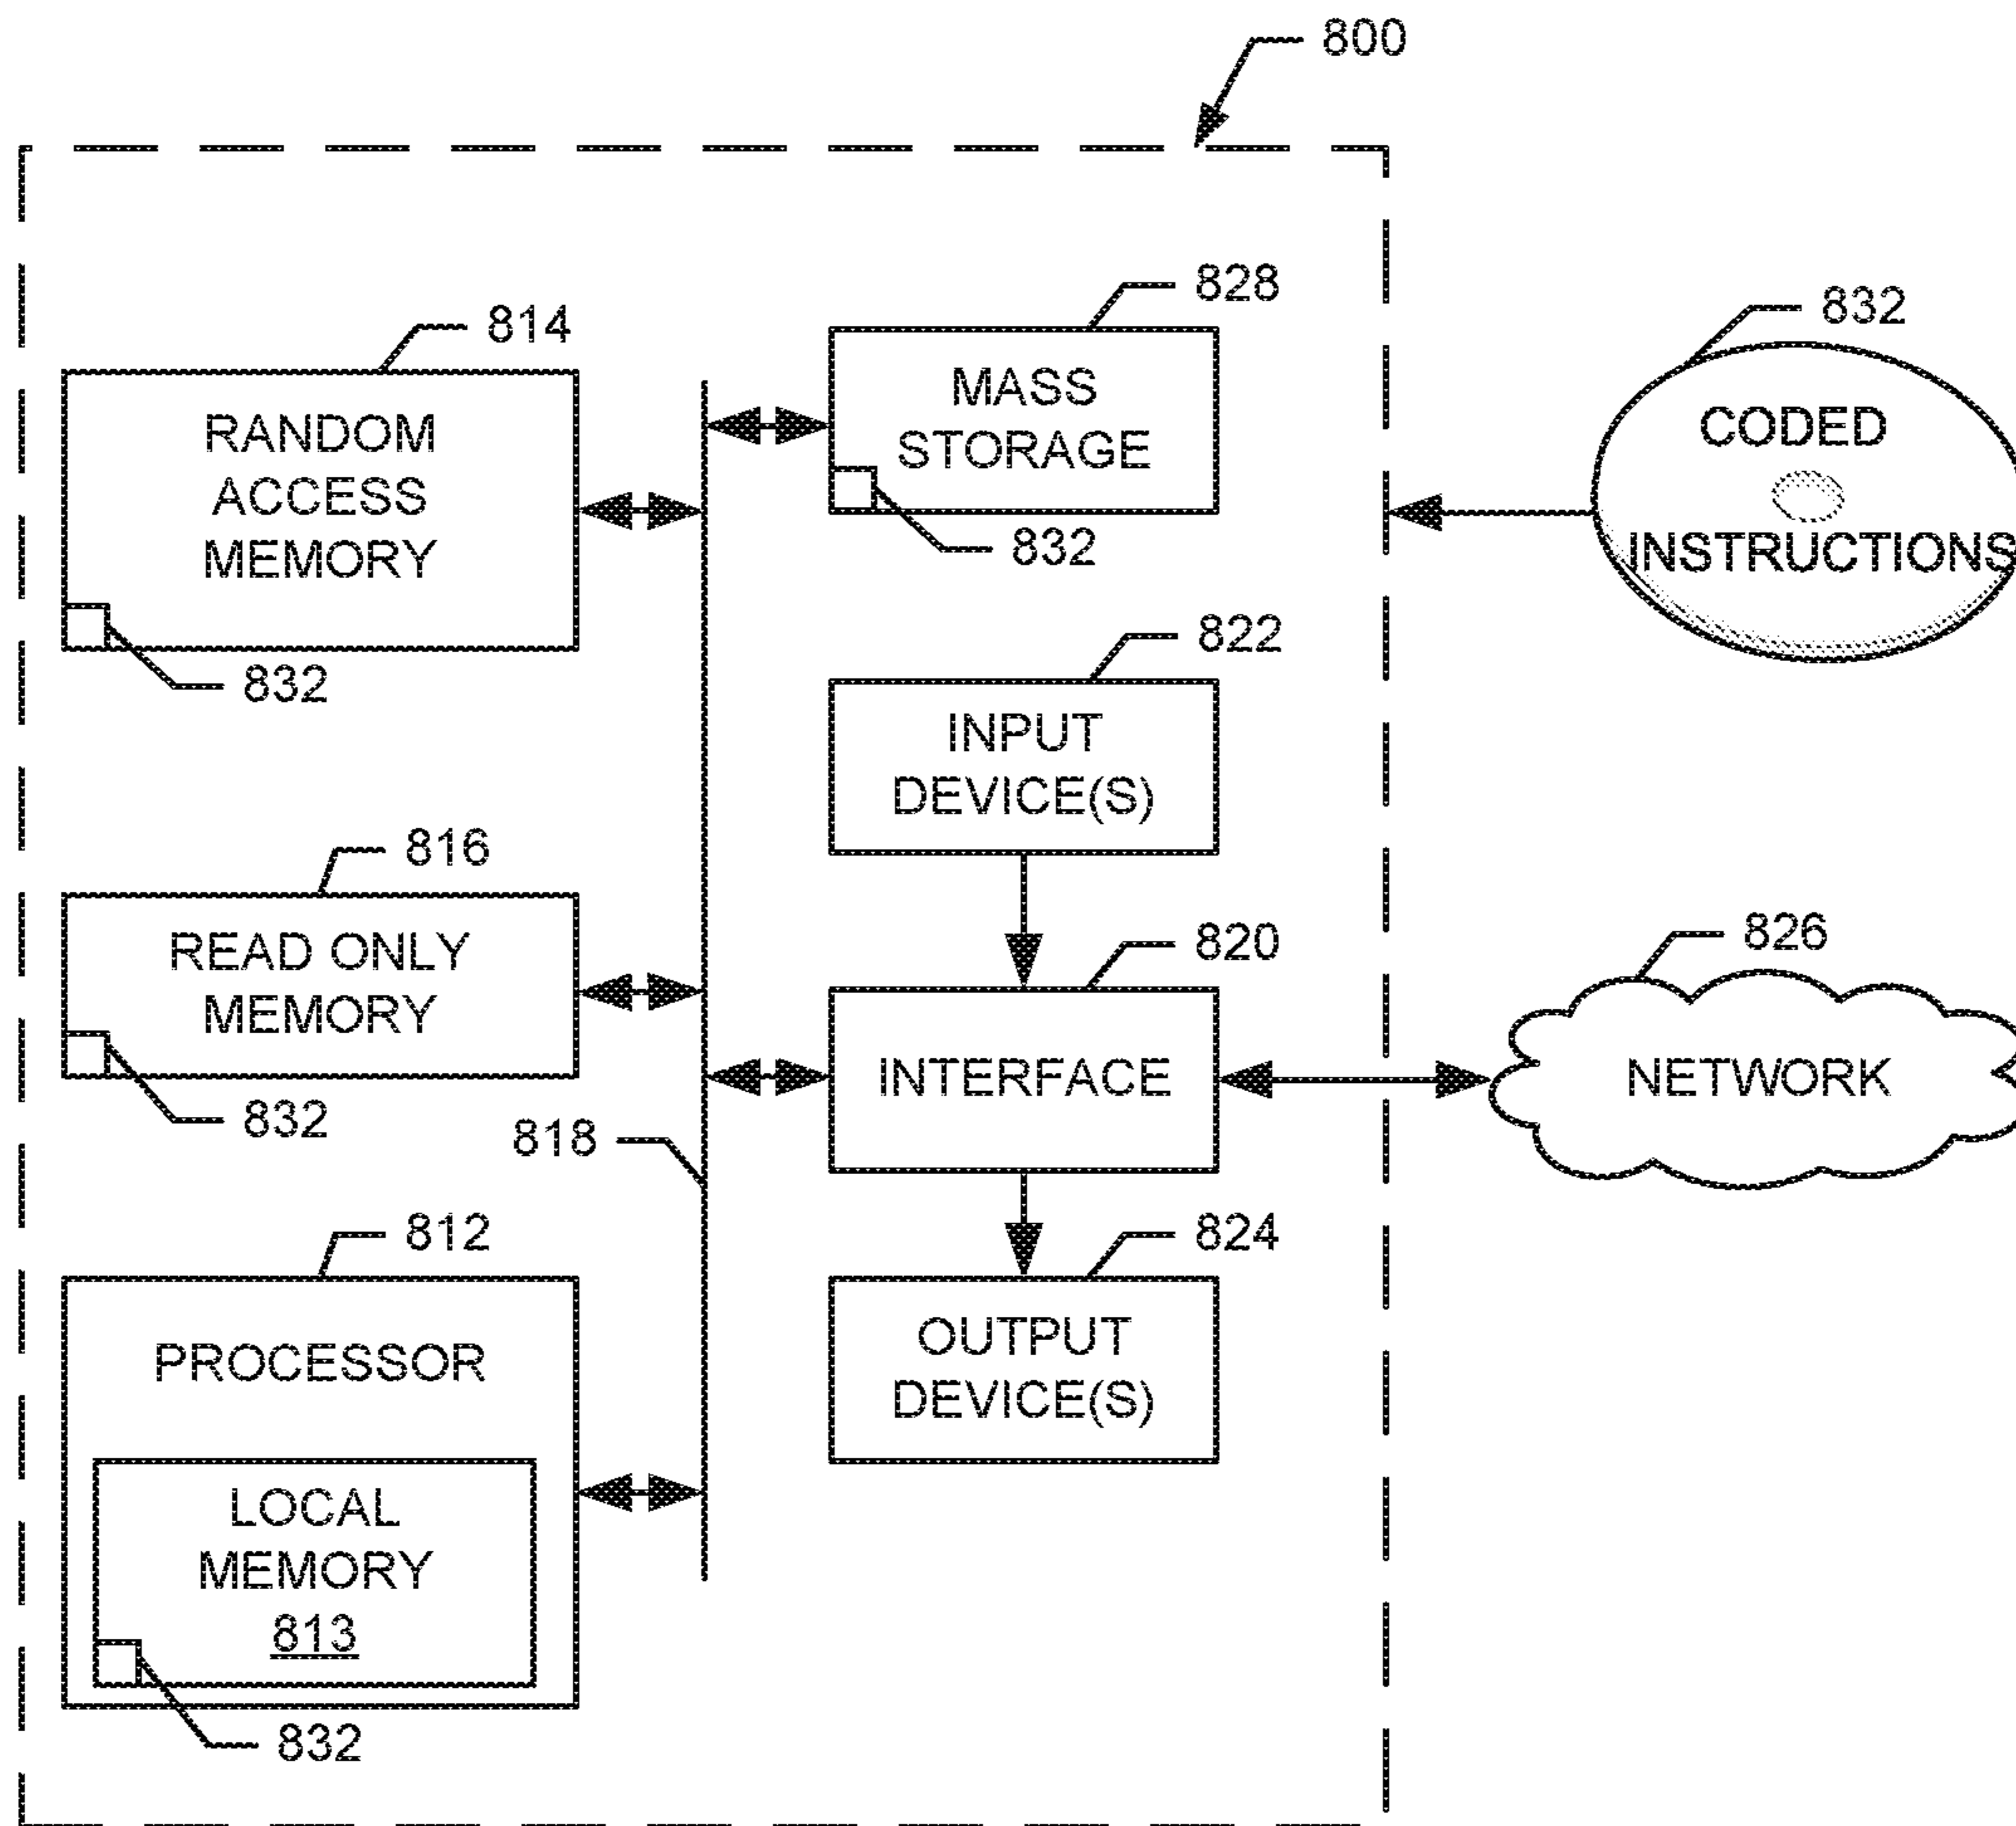 800
814
RANDOM
ACCESS
MEMORY
832
828
MASS
STORAGE
832
832
CODED
INSTRUCTIONS
822
INPUT
DEVICE(S)
816
READ ONLY
MEMORY
832
820
INTERFACE
818
826
NETWORK
812
PROCESSOR
LOCAL
MEMORY
813
832
824
OUTPUT
DEVICE(S)